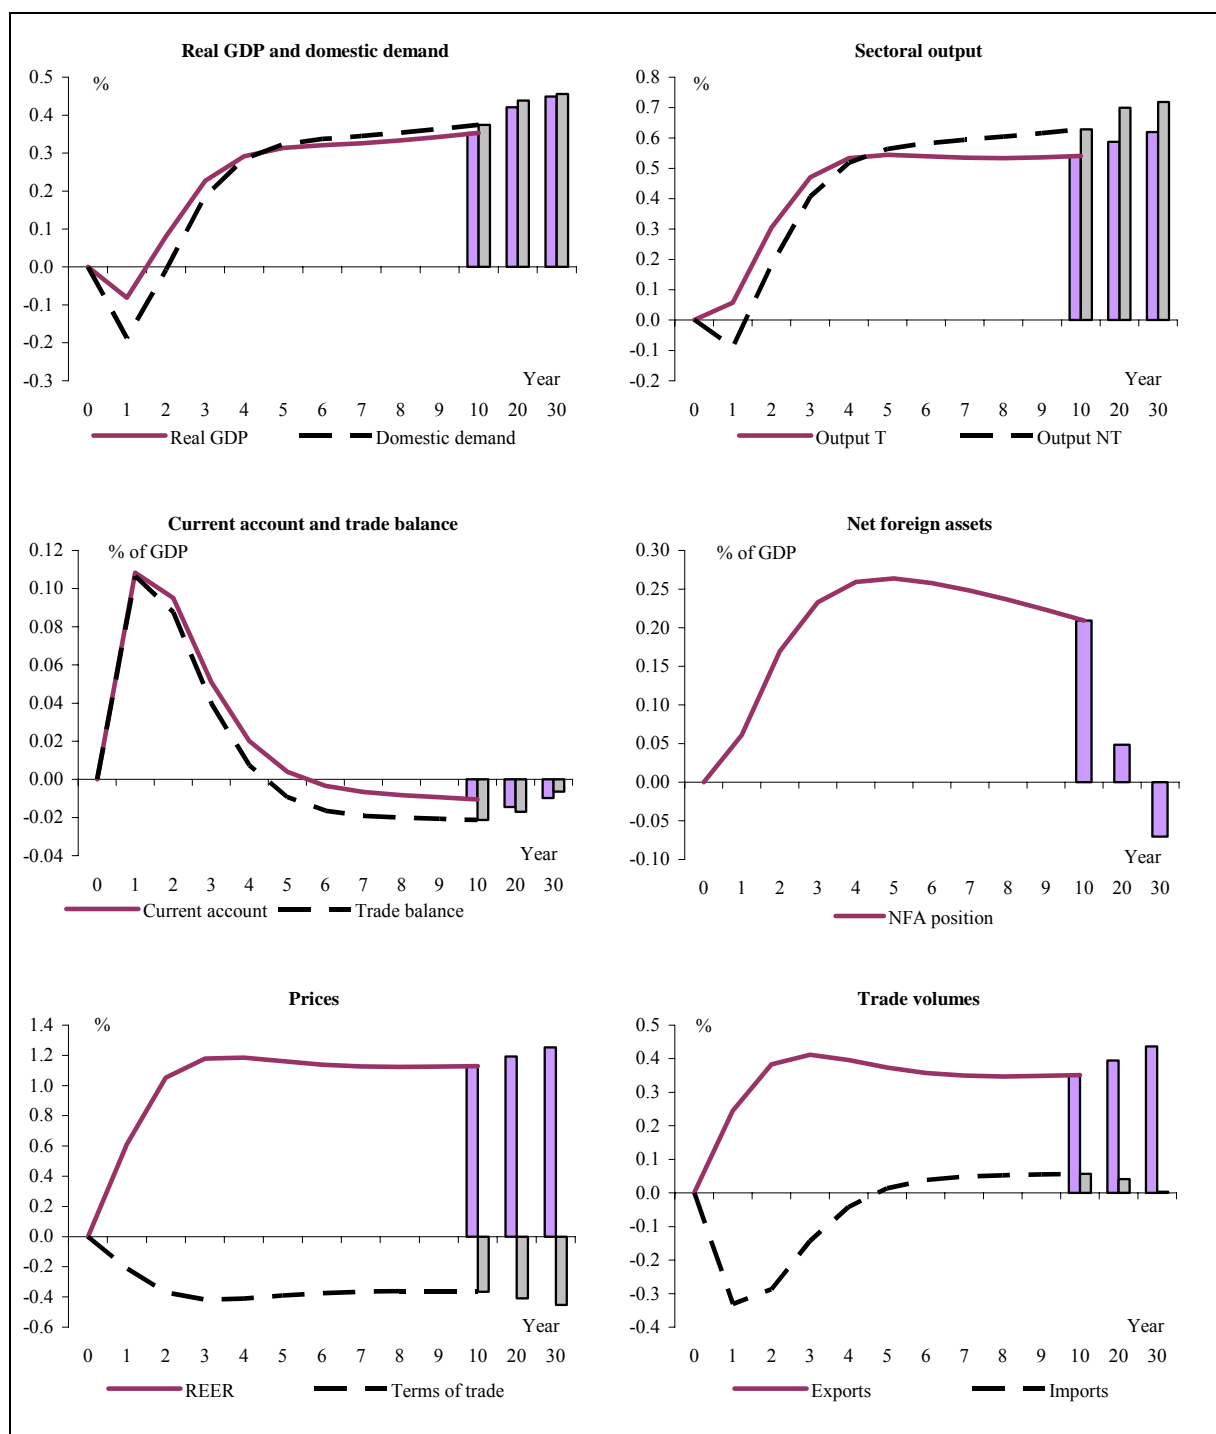 Real GDP and domestic demand
%
0.5
0.4
0.3
0.2
0.1
0.0
-0.1
-0.2
-0.3
Year
0 1 2 3 4 5 6 7 8 9 10 20 30
Real GDP Domestic demand
Sectoral output
%
0.8
0.7
0.6
0.5
0.4
0.3
0.2
0.1
0.0
-0.1
-0.2
Year
0 1 2 3 4 5 6 7 8 9 10 20 30
Output T Output NT
Current account and trade balance
% of GDP
0.12
0.10
0.08
0.06
0.04
0.02
0.00
-0.02
-0.04
Year
0 1 2 3 4 5 6 7 8 9 10 20 30
Current account Trade balance
Net foreign assets
% of GDP
0.30
0.25
0.20
0.15
0.10
0.05
0.00
-0.05
-0.10
Year
0 1 2 3 4 5 6 7 8 9 10 20 30
NFA position
Prices
%
1.4
1.2
1.0
0.8
0.6
0.4
0.2
0.0
-0.2
-0.4
-0.6
Year
0 1 2 3 4 5 6 7 8 9 10 20 30
REER Terms of trade
Trade volumes
%
0.5
0.4
0.3
0.2
0.1
0.0
-0.1
-0.2
-0.3
-0.4
Year
0 1 2 3 4 5 6 7 8 9 10 20 30
Exports Imports